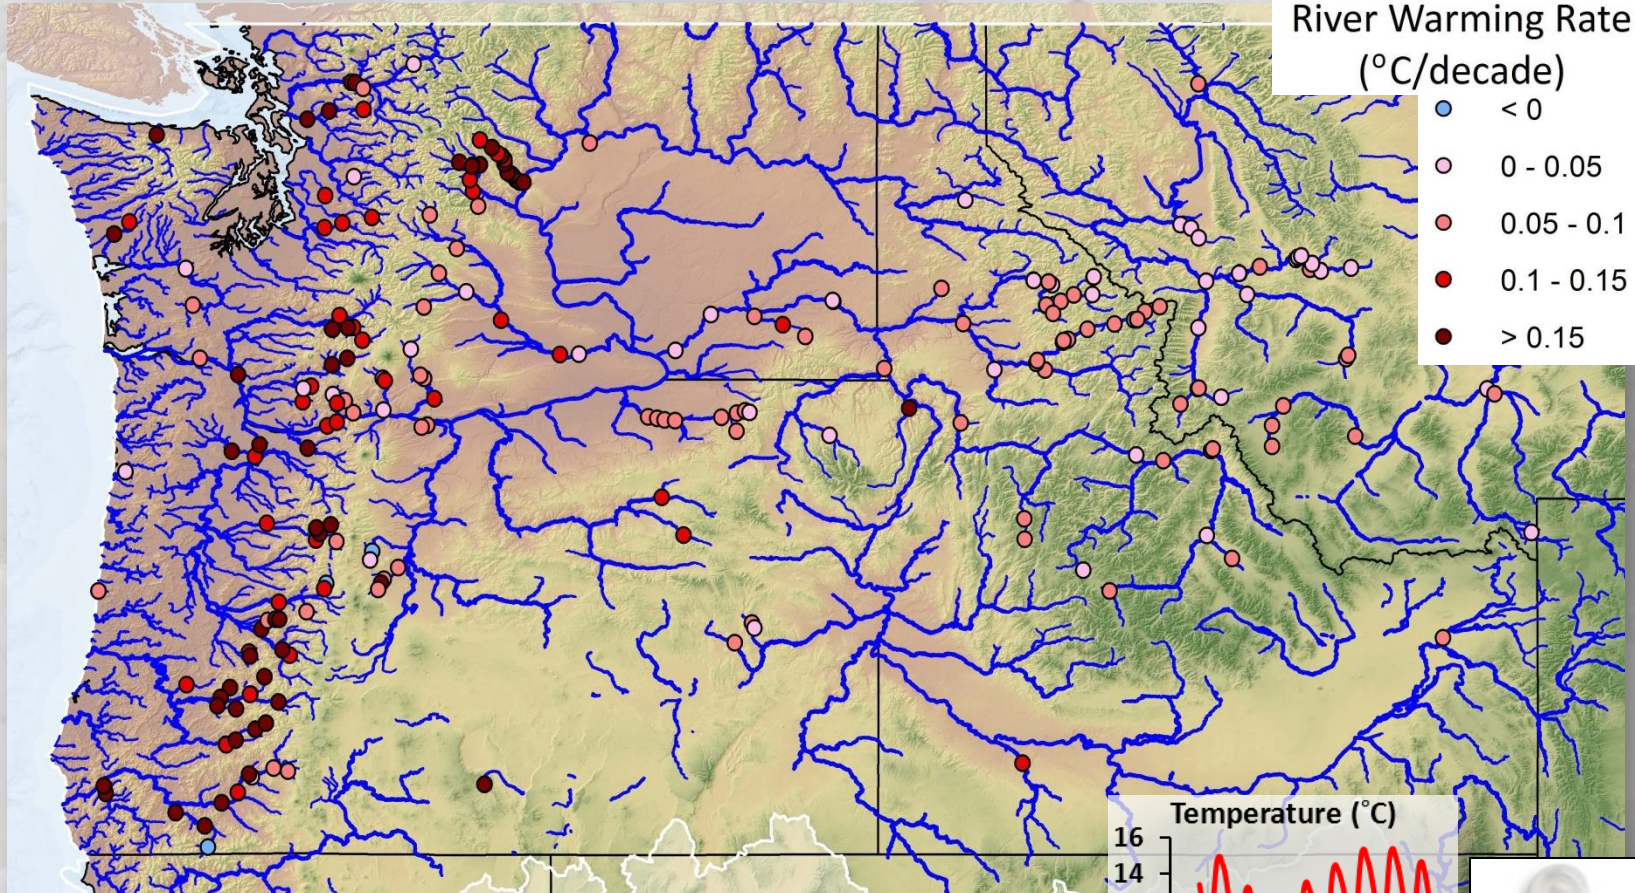 River Warming Rate
(°C/decade)
< 0
0 - 0.05
0.05 - 0.1
0.1 - 0.15
> 0.15
Temperature (°C)
16
14